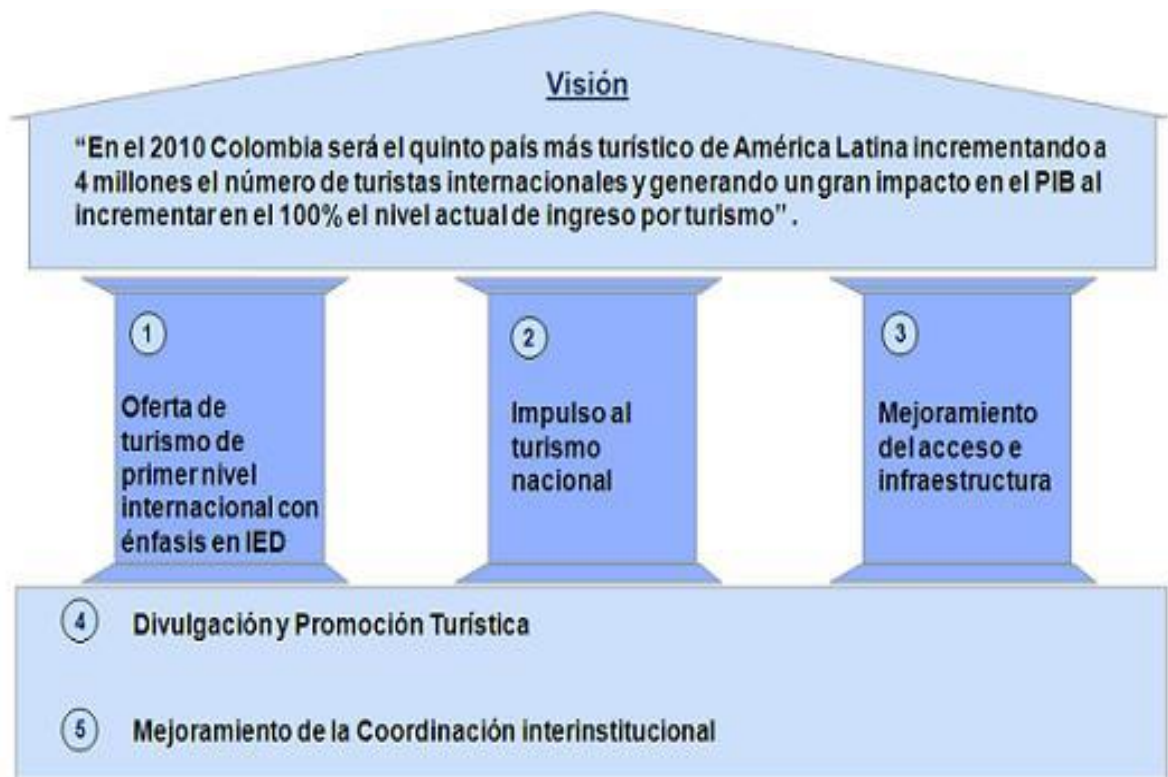 Visión
“En el 2010 Colombia será el quinto país más turístico de América Latina incrementando a
4 millones el número de turistas internacionales y generando un gran impacto en el PIB al
incrementar en el 100% el nivel actual de ingreso por turismo” .
1
Oferta de
turismo de
primer nivel
internacional con
énfasis en IED
2
Impulso al
turismo
nacional
3
Mejoramiento
del acceso e
infraestructura
4 Divulgación y Promoción Turística
5 Mejoramiento de la Coordinación interinstitucional